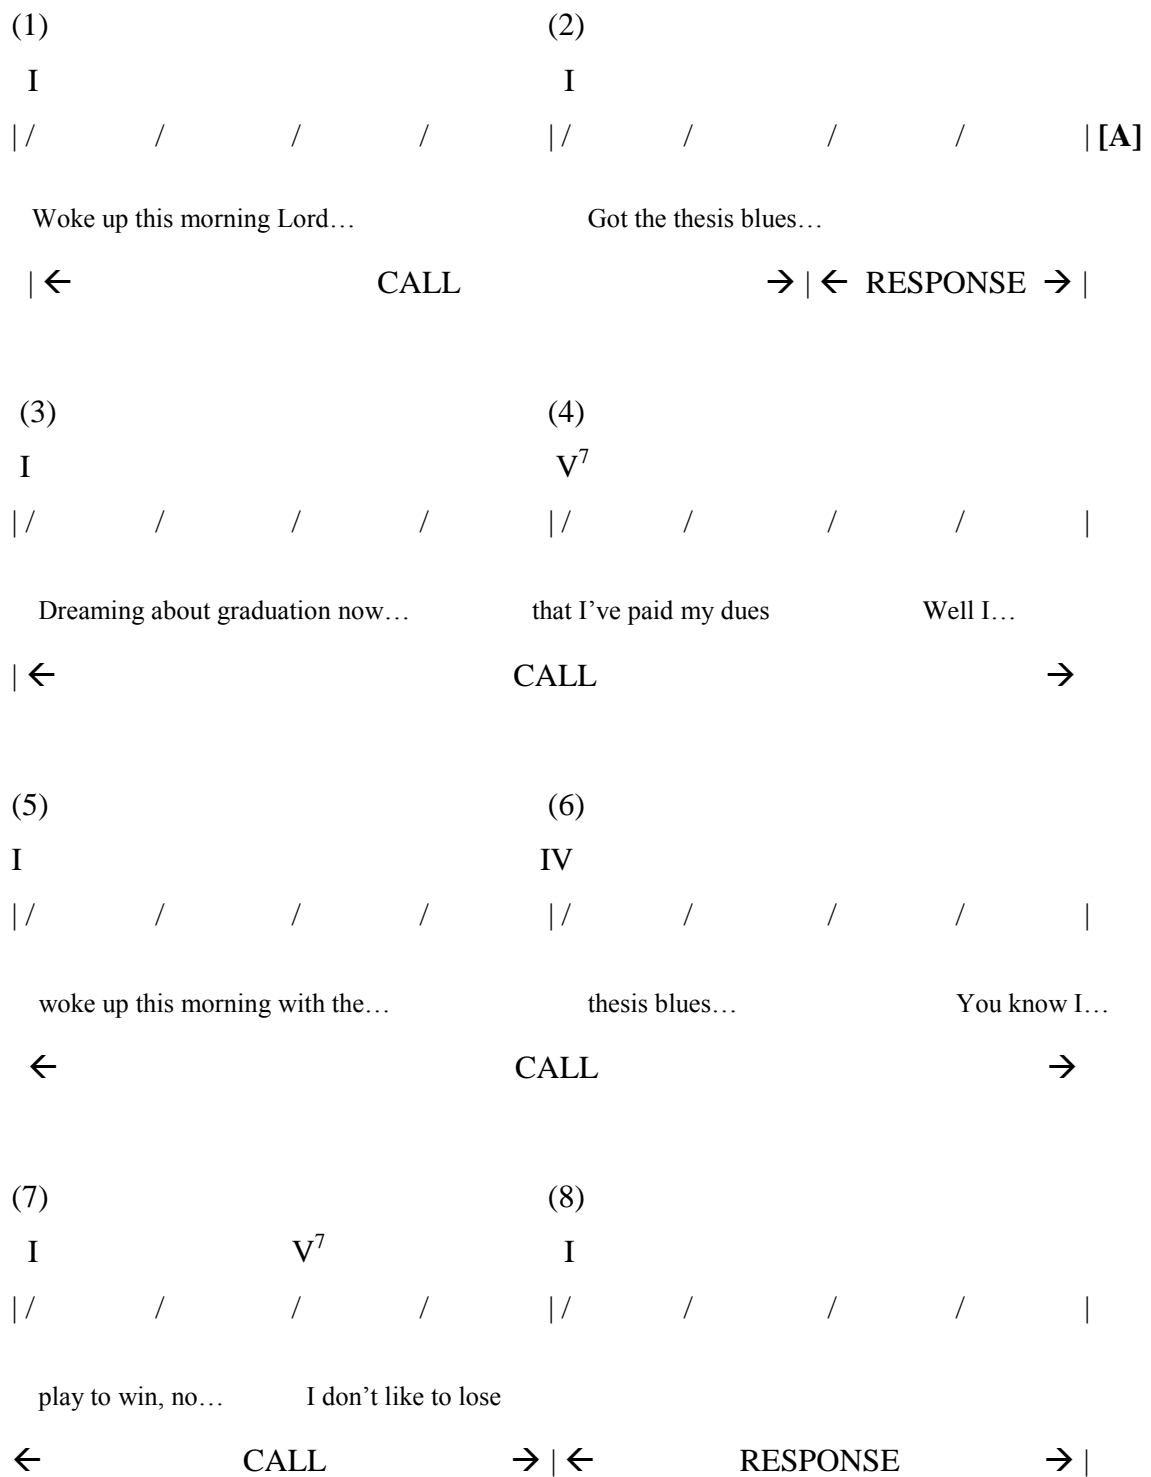 (1) (2)
I I
| / / / / | / / / / | [A]
Woke up this morning Lord… Got the thesis blues…
| ← CALL → | ← RESPONSE → |
(3) (4)
I V⁷
| / / / / | / / / / |
Dreaming about graduation now… that I’ve paid my dues Well I…
| ← CALL →
(5) (6)
I IV
| / / / / | / / / / |
woke up this morning with the… thesis blues… You know I…
← CALL →
(7) (8)
I V⁷ I
| / / / / | / / / / |
play to win, no… I don’t like to lose
← CALL → | ← RESPONSE → |